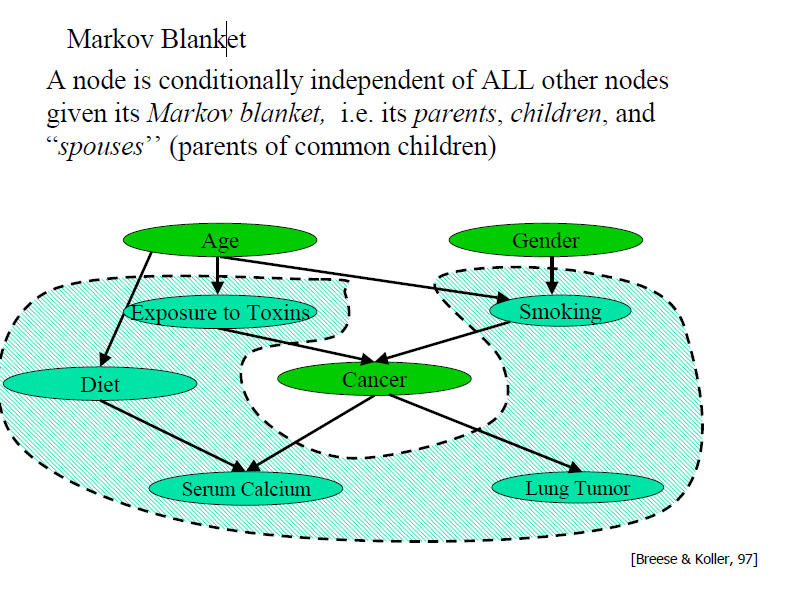 Markov Blanket
A node is conditionally independent of ALL other nodes
given its Markov blanket, i.e. its parents, children, and
“spouses’’ (parents of common children)
Age
Gender
Exposure to Toxins
Smoking
Diet
Cancer
Serum Calcium
Lung Tumor
[Breese & Koller, 97]